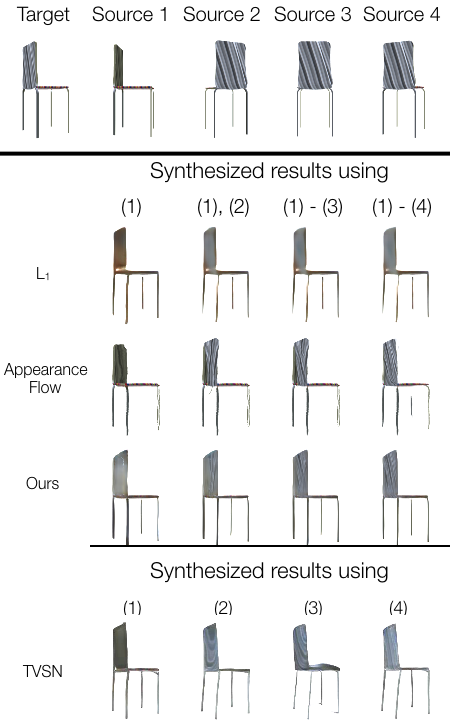 Target Source 1 Source 2 Source 3 Source 4
Synthesized results using
(1) (1), (2) (1) - (3) (1) - (4)
L1
Appearance
Flow
Ours
Synthesized results using
(1) (2) (3) (4)
TVSN